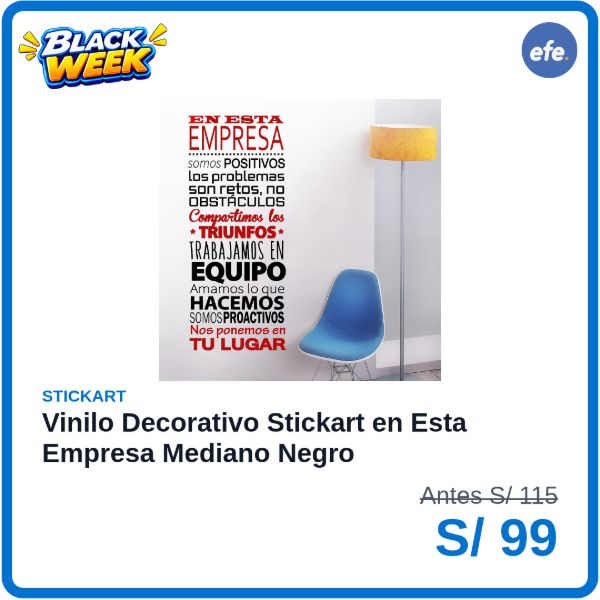 BLACK
WEEK
efe.
EN ESTA
EMPRESA
somos POSITIVOS
los problemas
son retos, no
OBSTÁCULOS
Compartimos los
TRIUNFOS
TRABAJAMOS EN
EQUIPO
Amamos lo que
HACEMOS
SOMOS PROACTIVOS
Nos ponemos en
TU LUGAR
STICKART
Vinilo Decorativo Stickart en Esta
Empresa Mediano Negro
Antes S/ 115
S/ 99